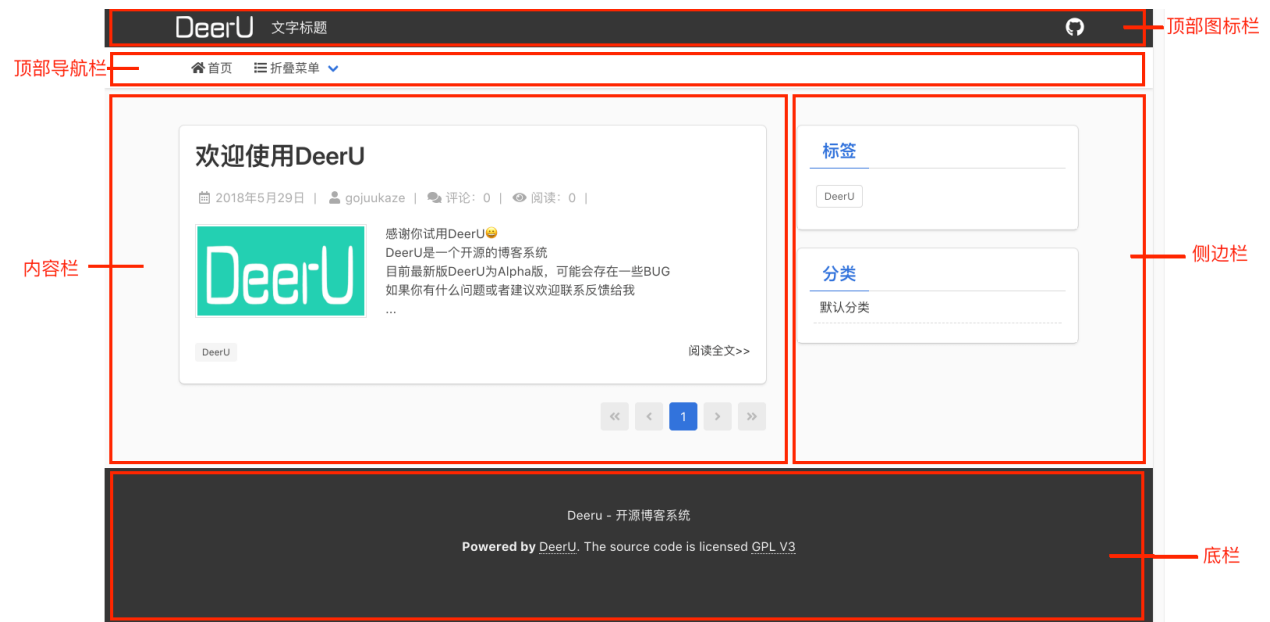 DeerU 文字标题
顶部图标栏
顶部导航栏
首页 折叠菜单
欢迎使用DeerU
2018年5月29日 | gojuukaze | 评论：0 | 阅读：0 |
DeerU
感谢你试用DeerU😄
DeerU是一个开源的博客系统
目前最新版DeerU为Alpha版，可能会存在一些BUG
如果你有什么问题或者建议欢迎联系反馈给我
...
DeerU
阅读全文>>
« ‹ 1 › »
内容栏
标签
DeerU
分类
默认分类
侧边栏
Deeru - 开源博客系统
Powered by DeerU. The source code is licensed GPL V3
底栏